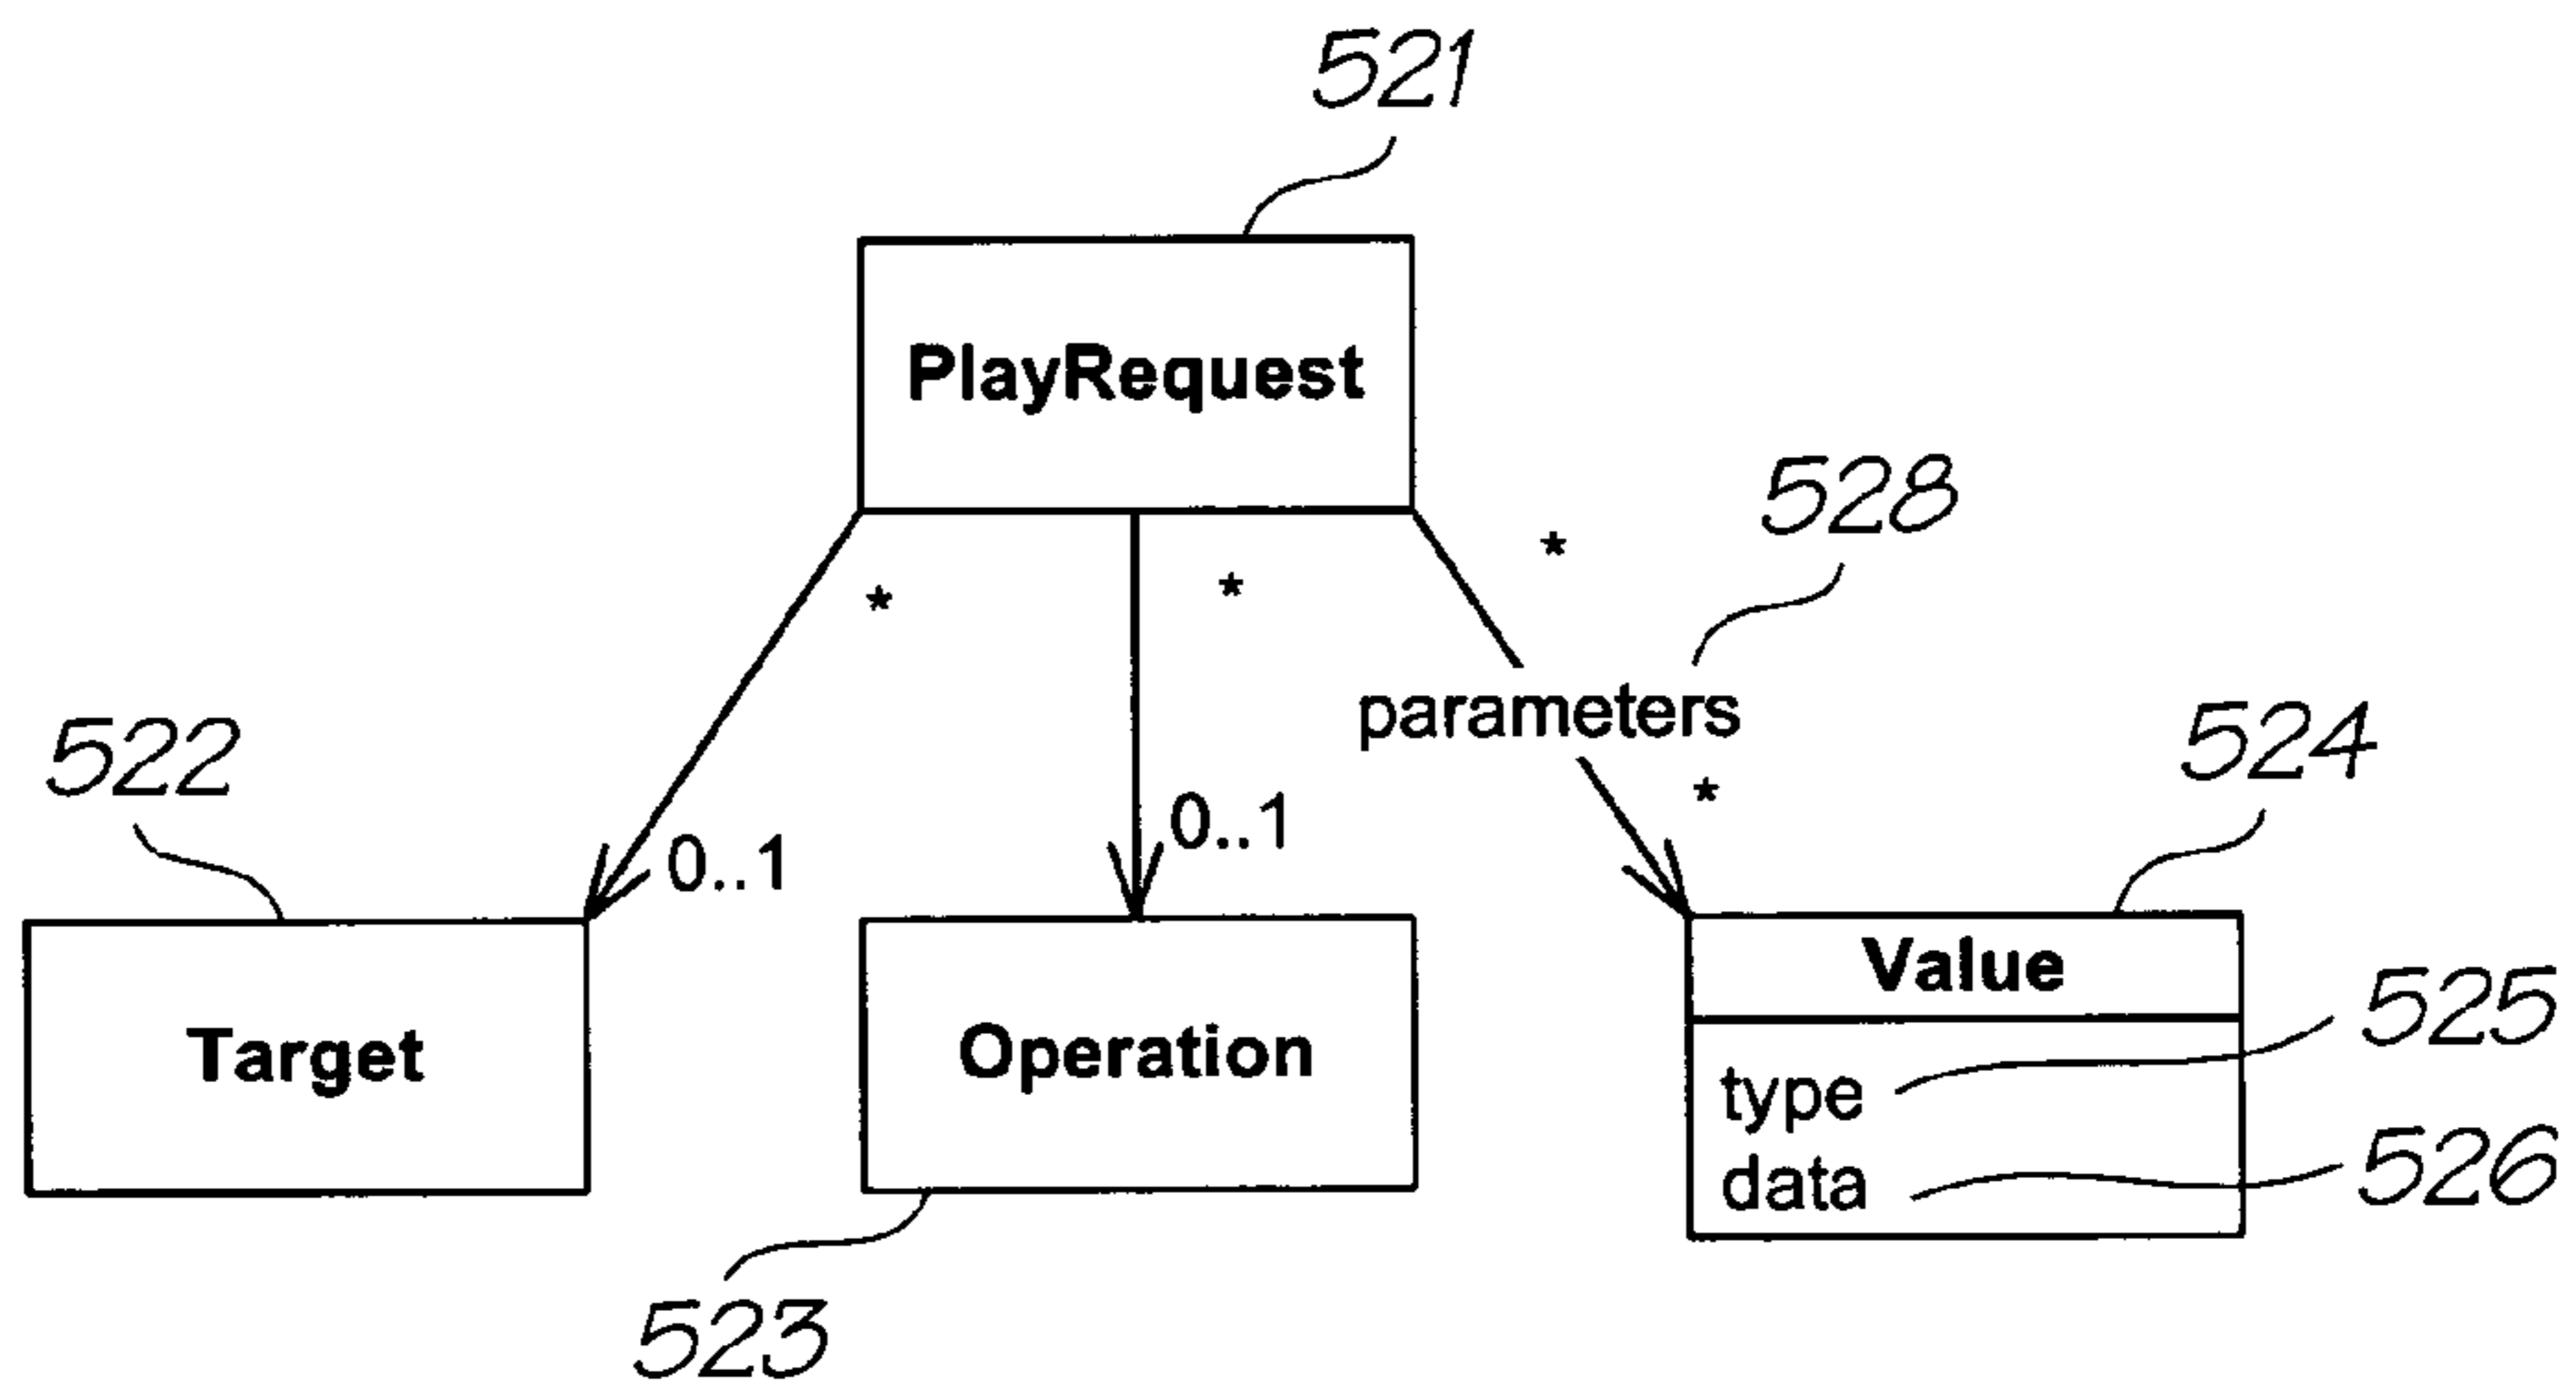 521
PlayRequest
528
*
*
*
parameters
522
524
*
0..1
0..1
Value
525
Target
Operation
type
data
526
523